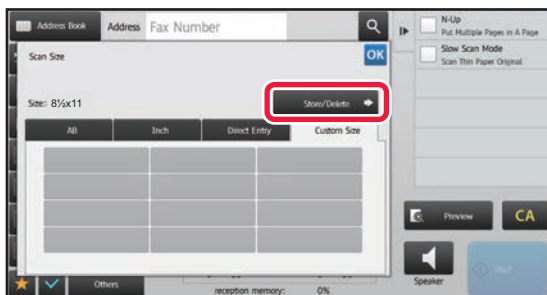 Address Book
Address
Fax Number
N-Up
Put Multiple Pages in A Page
Slow Scan Mode
Scan Thin Paper Original
Scan Size
OK
Size: 8½x11
Store/Delete
AB
Inch
Direct Entry
Custom Size
Preview
CA
Start
Speaker
Others
reception memory: 0%